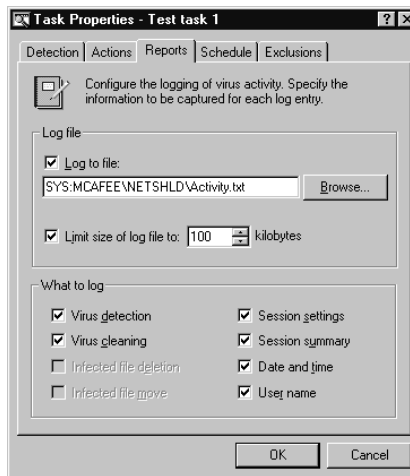 Task Properties - Test task 1
Detection Actions Reports Schedule Exclusions
Configure the logging of virus activity. Specify the
information to be captured for each log entry.
Log file
Log to file:
SYS:MCAFEE\NETSHLD\Activity.txt Browse...
Limit size of log file to: 100 kilobytes
What to log
Virus detection Session settings
Virus cleaning Session summary
Infected file deletion Date and time
Infected file move User name
OK Cancel